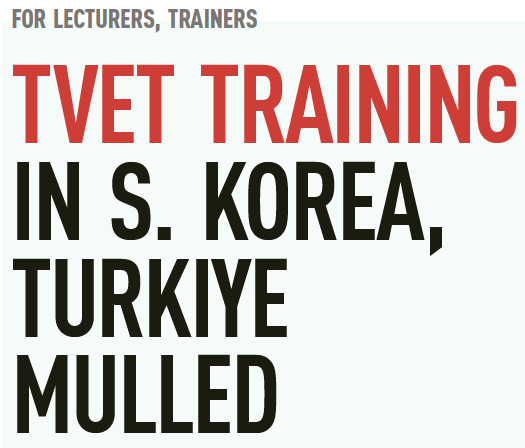 FOR LECTURERS, TRAINERS
TVET TRAINING
IN S. KOREA,
TURKIYE
MULLED